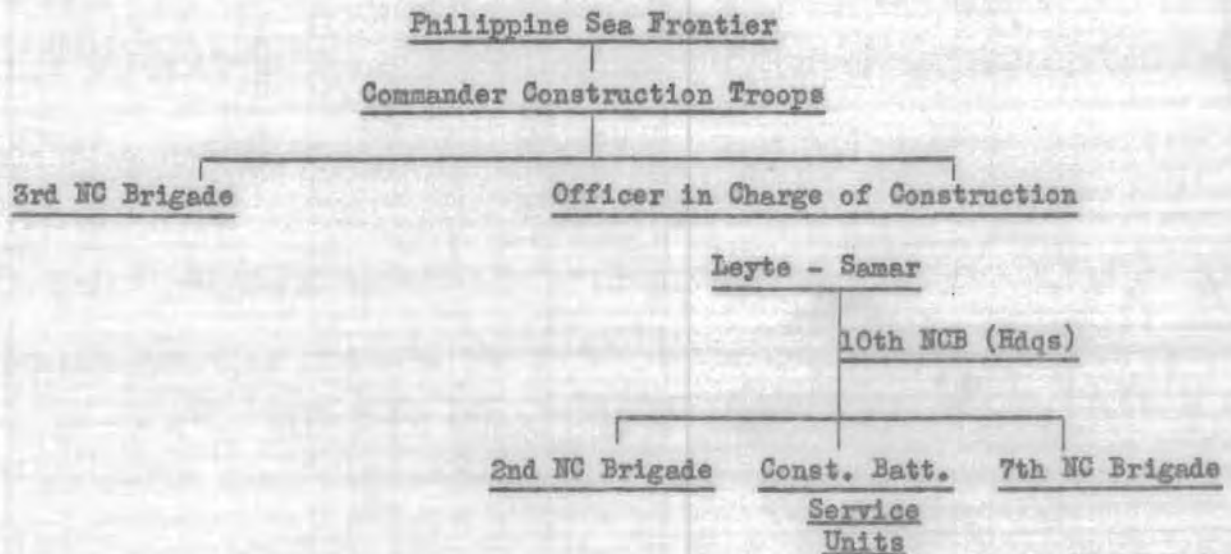 Philippine Sea Frontier
Commander Construction Troops
3rd NC Brigade
Officer in Charge of Construction
Leyte - Samar
10th NCB (Hdqs)
2nd NC Brigade
Const. Batt.
7th NC Brigade
Service
Units